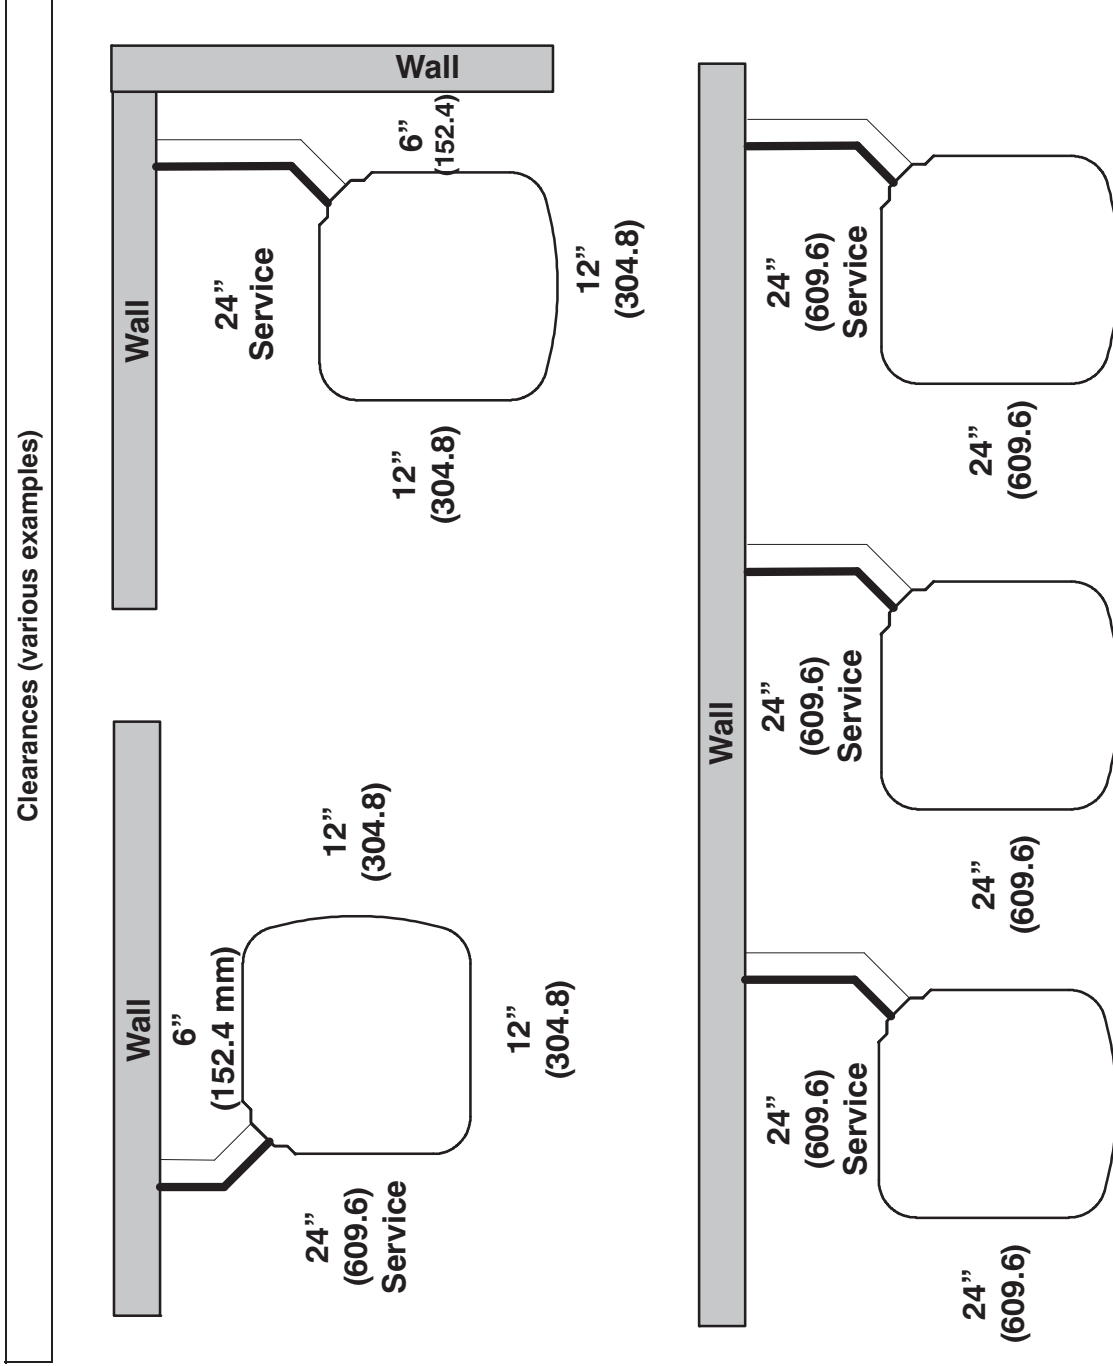 Clearances (various examples)
Wall
6”
(152.4 mm)
24”
(609.6)
Service
12”
(304.8)
12”
(304.8)
Wall
Wall
24”
Service
6”
(152.4)
12”
(304.8)
12”
(304.8)
Wall
24”
(609.6)
Service
24”
(609.6)
Service
24”
(609.6)
Service
24”
(609.6)
24”
(609.6)
24”
(609.6)